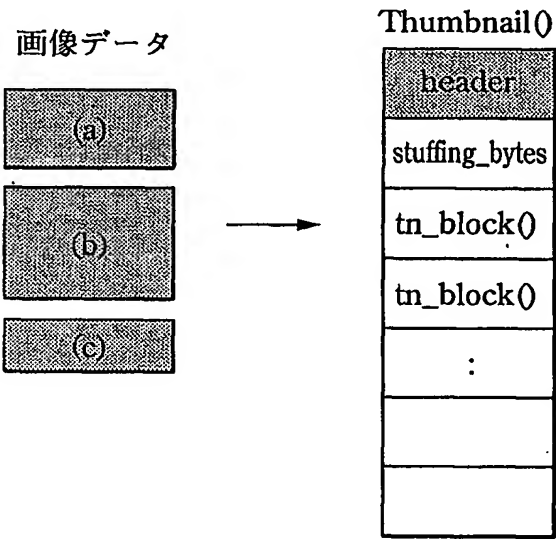 画像データ
(a)
(b)
(c)
Thumbnail()
header
stuffing_bytes
tn_block()
tn_block()
: